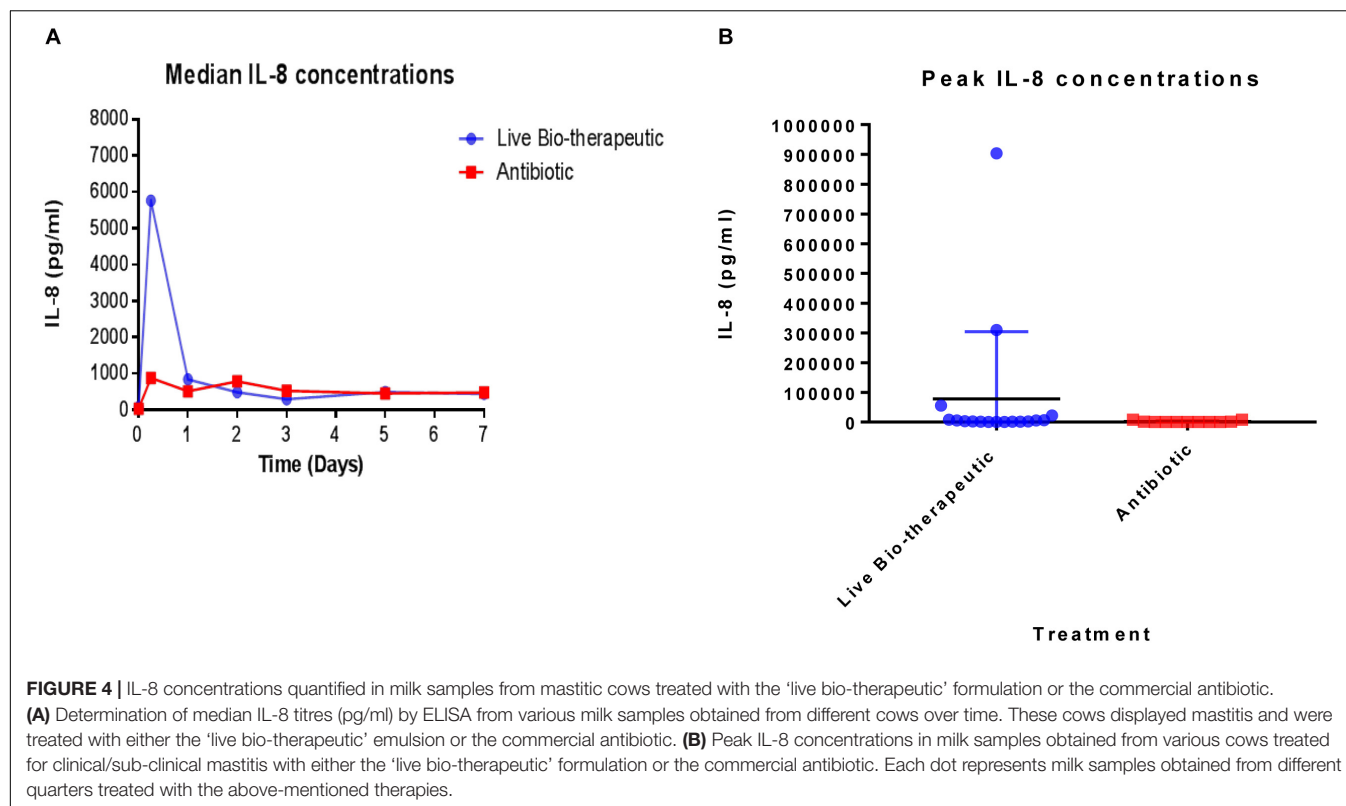 A
Median IL-8 concentrations
8000
7000
6000
5000
4000
3000
2000
1000
0
IL-8 (pg/ml)
0 1 2 3 4 5 6 7
Time (Days)
Live Bio-therapeutic
Antibiotic
B
Peak IL-8 concentrations
1000000
900000
800000
700000
600000
500000
400000
300000
200000
100000
0
IL-8 (pg/ml)
Live Bio-therapeutic
Antibiotic
Treatment
FIGURE 4 | IL-8 concentrations quantified in milk samples from mastitic cows treated with the ‘live bio-therapeutic’ formulation or the commercial antibiotic.
(A) Determination of median IL-8 titres (pg/ml) by ELISA from various milk samples obtained from different cows over time. These cows displayed mastitis and were
treated with either the ‘live bio-therapeutic’ emulsion or the commercial antibiotic. (B) Peak IL-8 concentrations in milk samples obtained from various cows treated
for clinical/sub-clinical mastitis with either the ‘live bio-therapeutic’ formulation or the commercial antibiotic. Each dot represents milk samples obtained from different
quarters treated with the above-mentioned therapies.